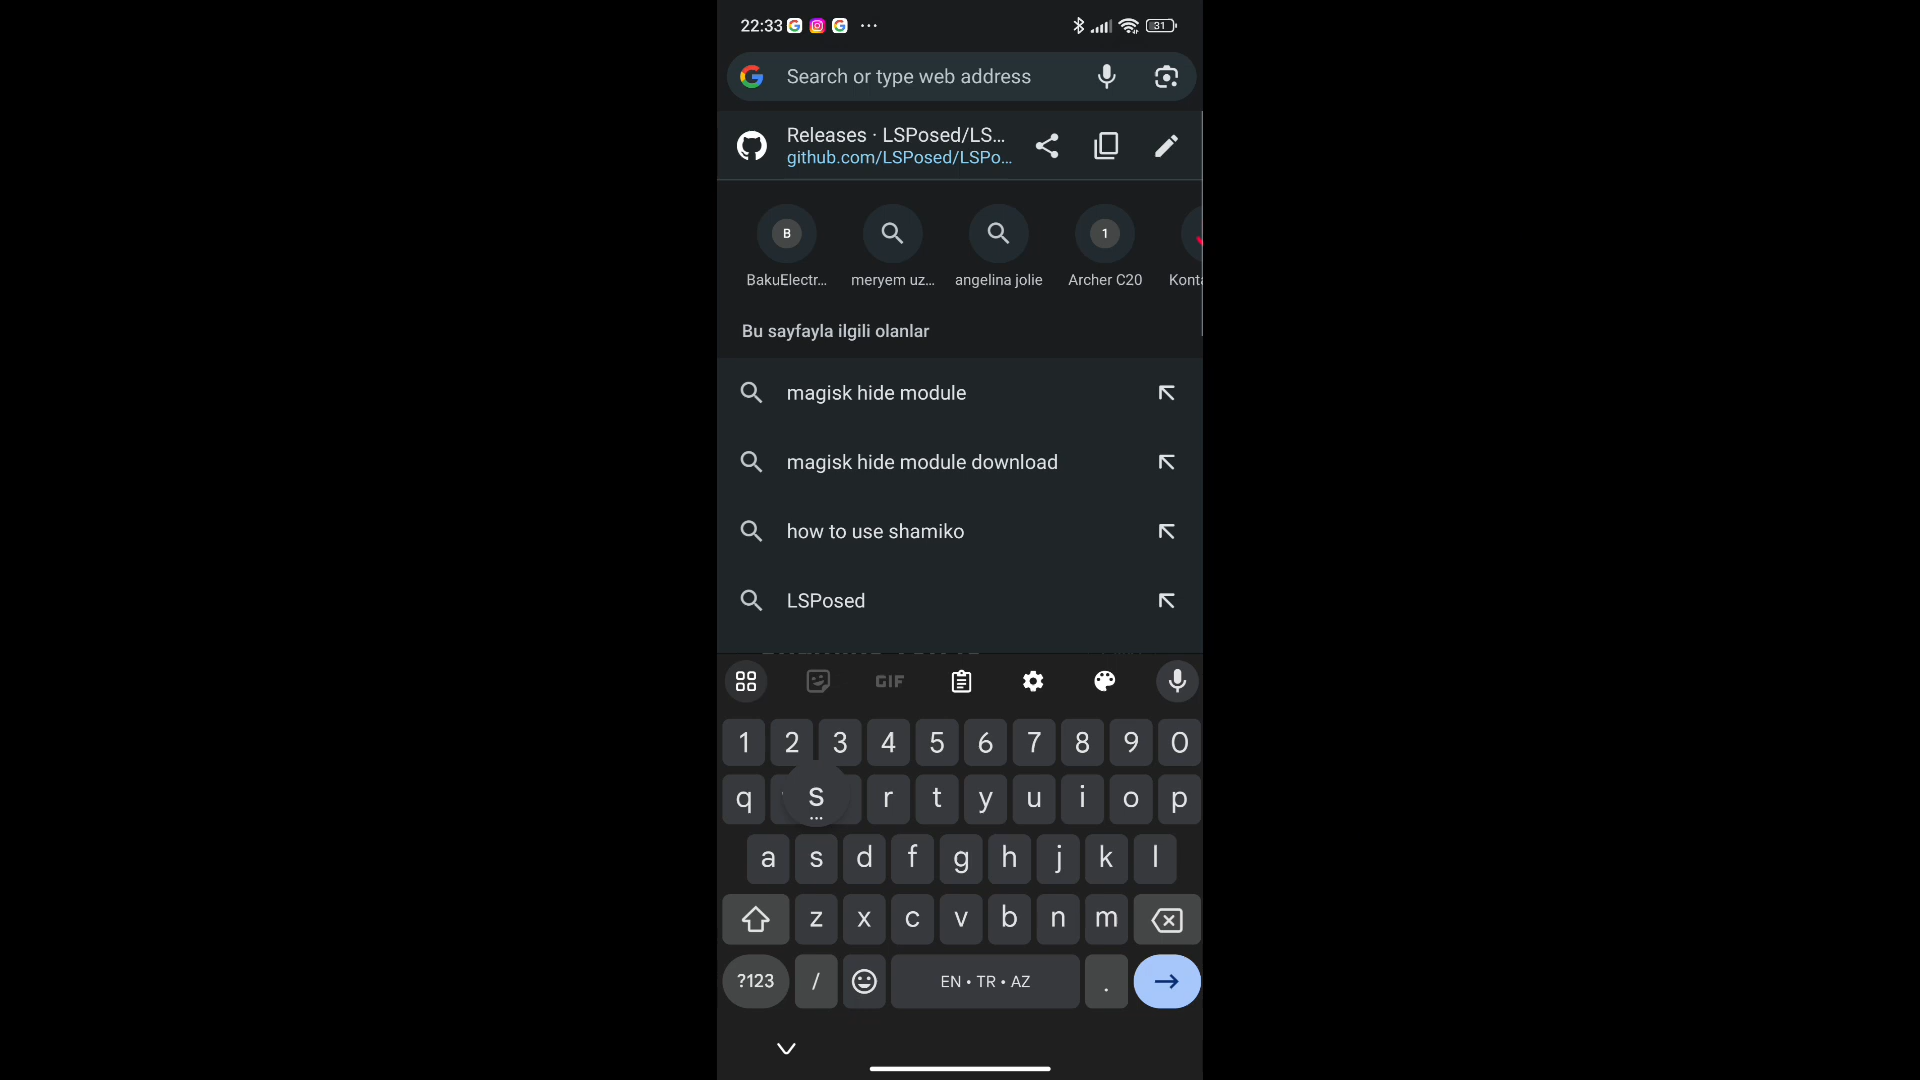 22:33
31
Search or type web address
Releases · LSPosed/LS...
github.com/LSPosed/LSPo...
B
1
BakuElectr...
meryem uz...
angelina jolie
Archer C20
Konta
Bu sayfayla ilgili olanlar
magisk hide module
magisk hide module download
how to use shamiko
LSPosed
GIF
1 2 3 4 5 6 7 8 9 0
q s r t y u i o p
a s d f g h j k l
z x c v b n m
?123 / EN • TR • AZ .